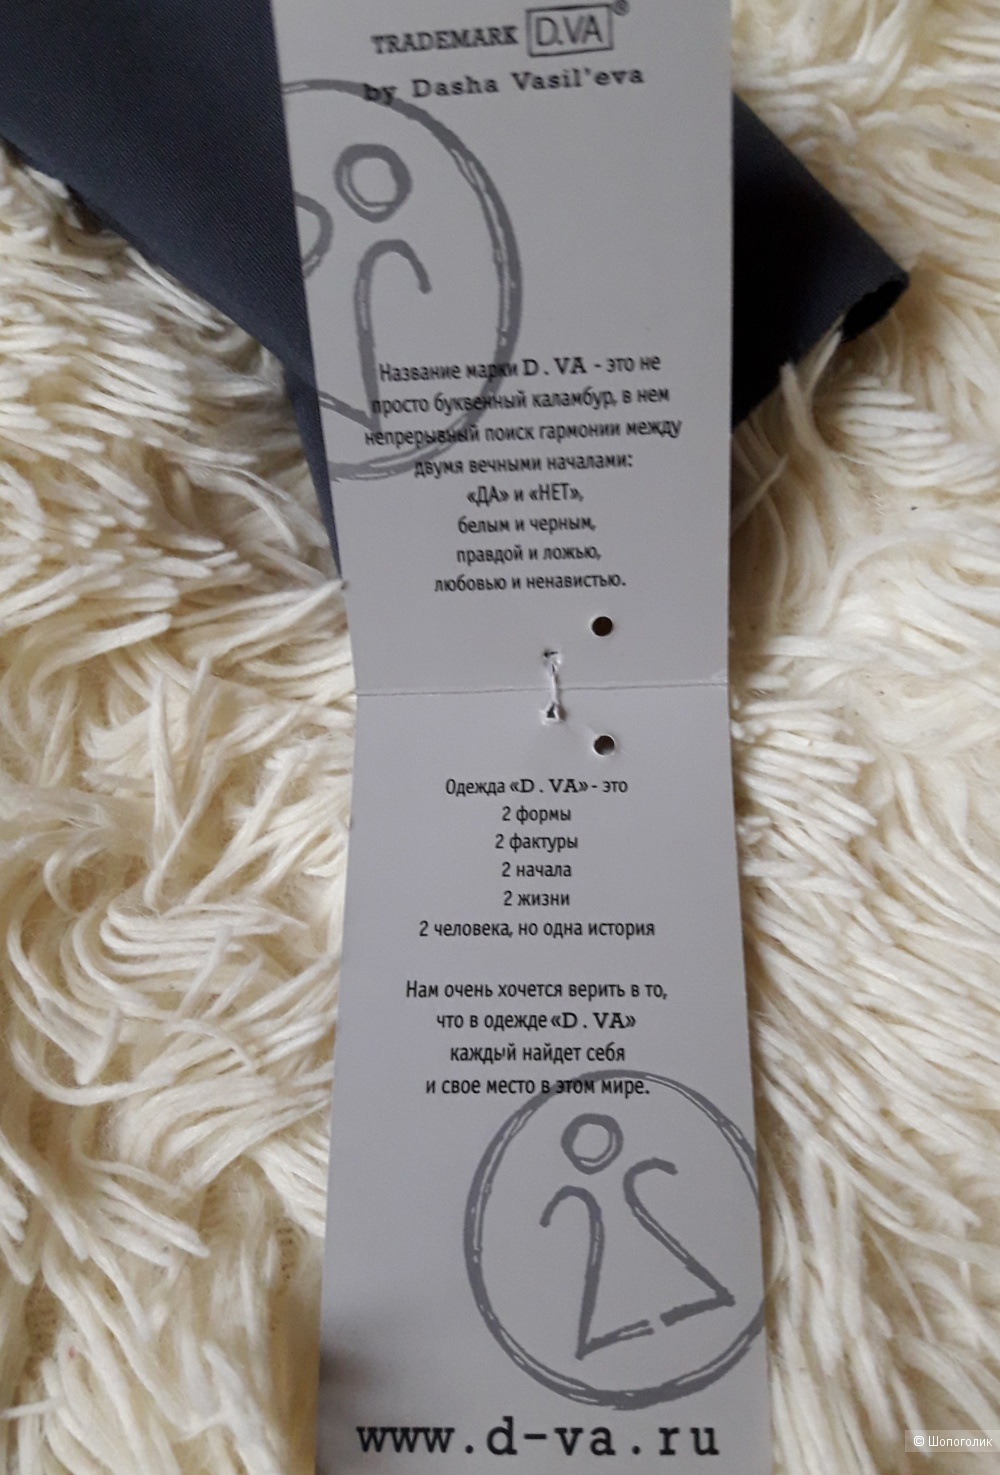 TRADEMARK D.VA®
by Dasha Vasil'eva
Название марки D . VA - это не
просто буквенный каламбур, в нем
непрерывный поиск гармонии между
двумя вечными началами:
«ДА» и «НЕТ»,
белым и черным,
правдой и ложью,
любовью и ненавистью.
Одежда «D . VA» - это
2 формы
2 фактуры
2 начала
2 жизни
2 человека, но одна история
Нам очень хочется верить в то,
что в одежде «D . VA»
каждый найдет себя
и свое место в этом мире.
www.d-va.ru
© Шопоголик